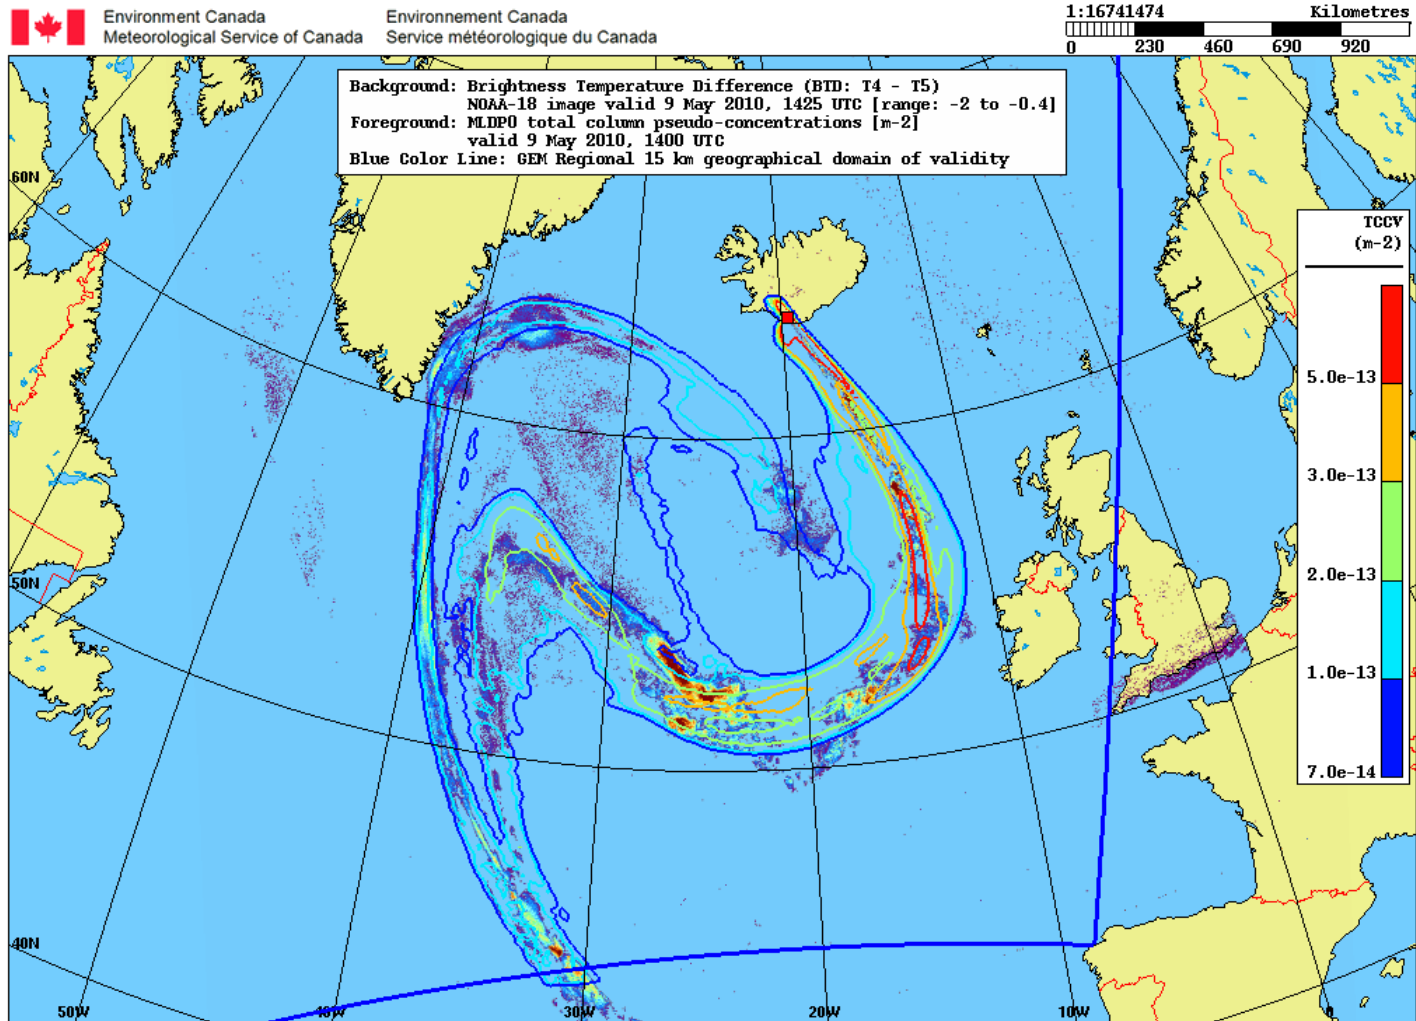 Environment Canada
Meteorological Service of Canada
Environnement Canada
Service météorologique du Canada
1:16741474 Kilometres
0 230 460 690 920
Background: Brightness Temperature Difference (BTD: T4 - T5)
NOAA-18 image valid 9 May 2010, 1425 UTC [range: -2 to -0.4]
Foreground: MLDP0 total column pseudo-concentrations [m-2]
valid 9 May 2010, 1400 UTC
Blue Color Line: GEM Regional 15 km geographical domain of validity
60N
TCCV
(m-2)
5.0e-13
3.0e-13
2.0e-13
50N
1.0e-13
7.0e-14
40N
50W 40W 30W 20W 10W 0